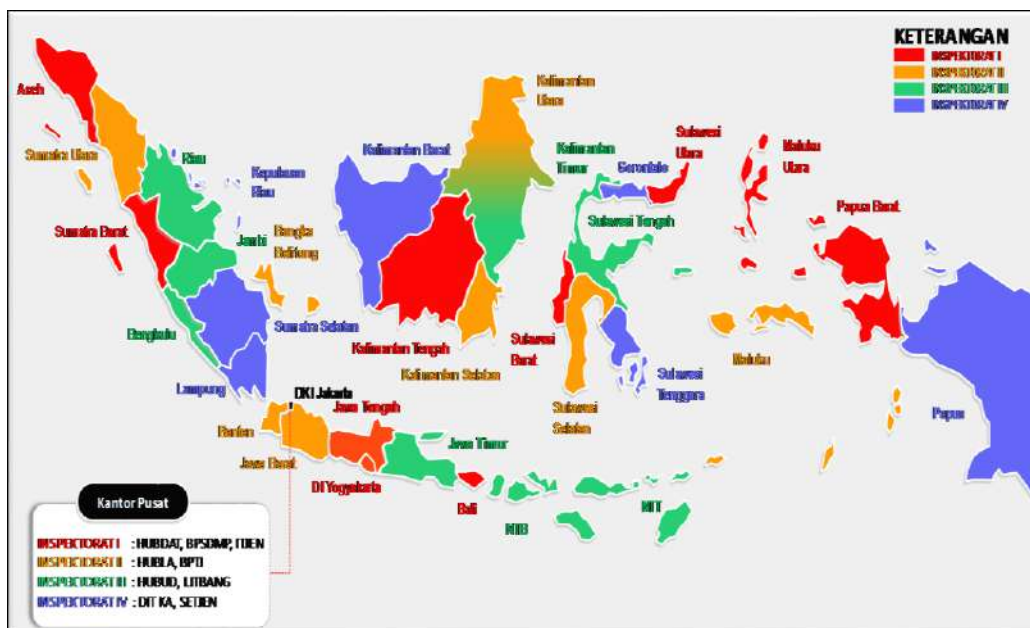 KETERANGAN
INSPEKTORAT I
INSPEKTORAT II
INSPEKTORAT III
INSPEKTORAT IV
Aceh
Sumatra Utara
Riau
Kepulauan
Riau
Sumatra Barat
Jambi
Bangka
Belitung
Bengkulu
Sumatra Selatan
Lampung
Kalimantan Barat
Kalimantan
Utara
Kalimantan
Timur
Kalimantan Tengah
Kalimantan Selatan
Gorontalo
Sulawesi
Utara
Sulawesi Tengah
Sulawesi
Barat
Sulawesi
Selatan
Sulawesi
Tenggara
Maluku
Utara
Maluku
Papua Barat
Papua
DKI Jakarta
Banten
Jawa Barat
Jawa Tengah
DI Yogyakarta
Jawa Timur
Bali
NTB
NTT
Kantor Pusat
INSPEKTORAT I : HUBDAT, BPSDMP, ITJEN
INSPEKTORAT II : HUBLA, BPTJ
INSPEKTORAT III : HUBUD, LITBANG
INSPEKTORAT IV : DIT KA, SETJEN